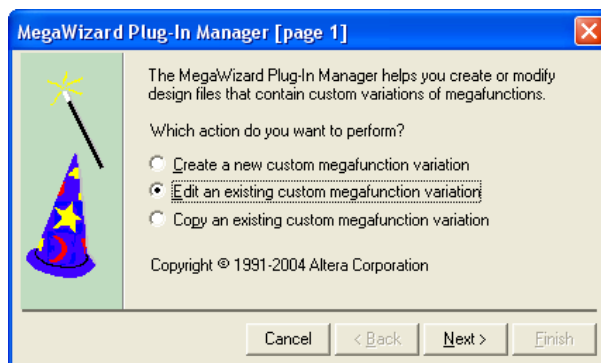 MegaWizard Plug-In Manager [page 1]
The MegaWizard Plug-In Manager helps you create or modify
design files that contain custom variations of megafunctions.
Which action do you want to perform?
Create a new custom megafunction variation
Edit an existing custom megafunction variation
Copy an existing custom megafunction variation
Copyright © 1991-2004 Altera Corporation
Cancel < Back Next > Finish